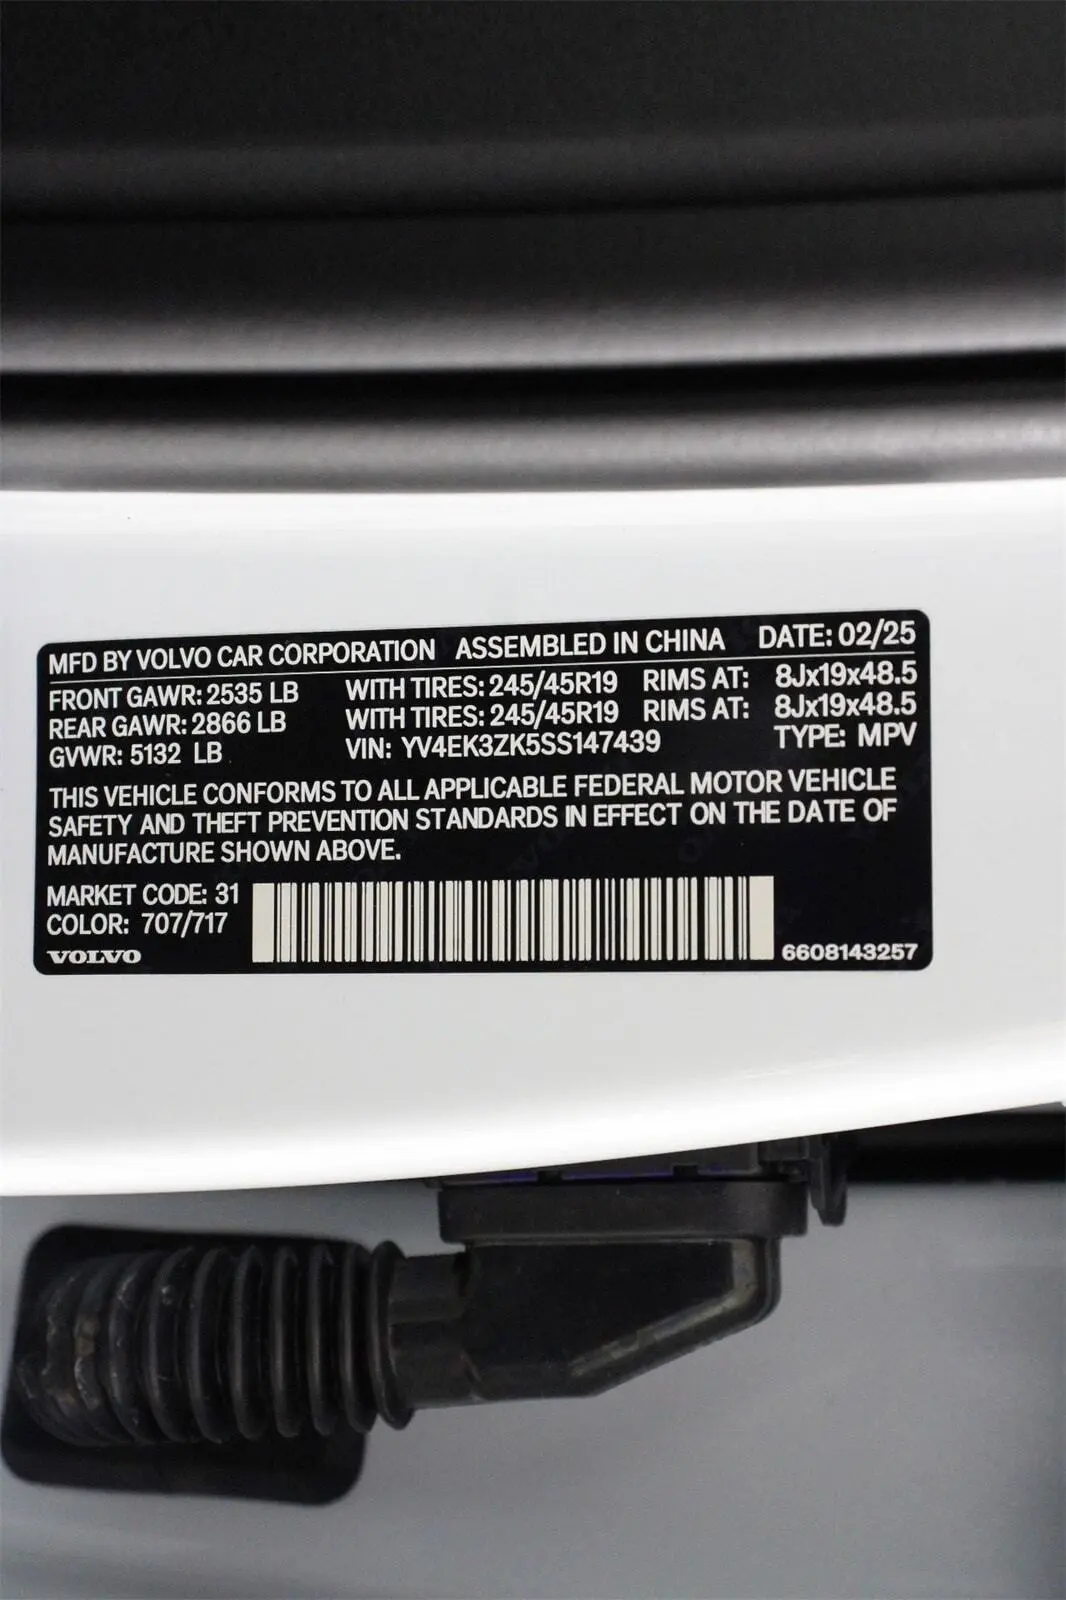 MFD BY VOLVO CAR CORPORATION ASSEMBLED IN CHINA DATE: 02/25
FRONT GAWR: 2535 LB WITH TIRES: 245/45R19 RIMS AT: 8Jx19x48.5
REAR GAWR: 2866 LB WITH TIRES: 245/45R19 RIMS AT: 8Jx19x48.5
GVWR: 5132 LB VIN: YV4EK3ZK5SS147439 TYPE: MPV
THIS VEHICLE CONFORMS TO ALL APPLICABLE FEDERAL MOTOR VEHICLE
SAFETY AND THEFT PREVENTION STANDARDS IN EFFECT ON THE DATE OF
MANUFACTURE SHOWN ABOVE.
MARKET CODE: 31
COLOR: 707/717
VOLVO
6608143257